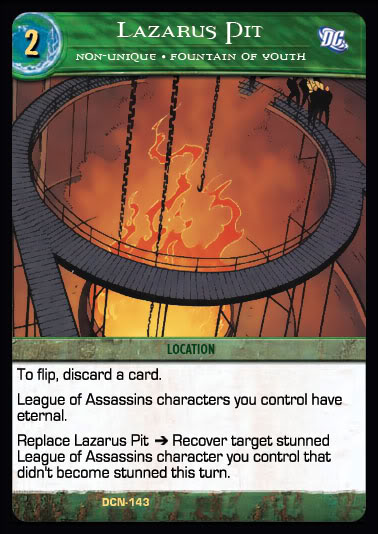 2
LAZARUS PIT
DC
NON-UNIQUE • FOUNTAIN OF YOUTH
LOCATION
To flip, discard a card.
League of Assassins characters you control have
eternal.
Replace Lazarus Pit ➔ Recover target stunned
League of Assassins character you control that
didn't become stunned this turn.
DCN-143